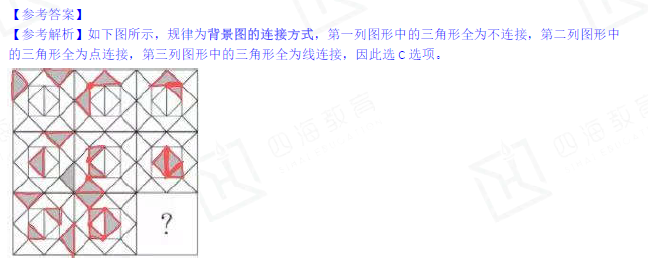 【参考答案】
【参考解析】如下图所示，规律为背景图的连接方式，第一列图形中的三角形全为不连接，第二列图形中
的三角形全为点连接，第三列图形中的三角形全为线连接，因此选 C 选项。
四海教育
四海教育
?